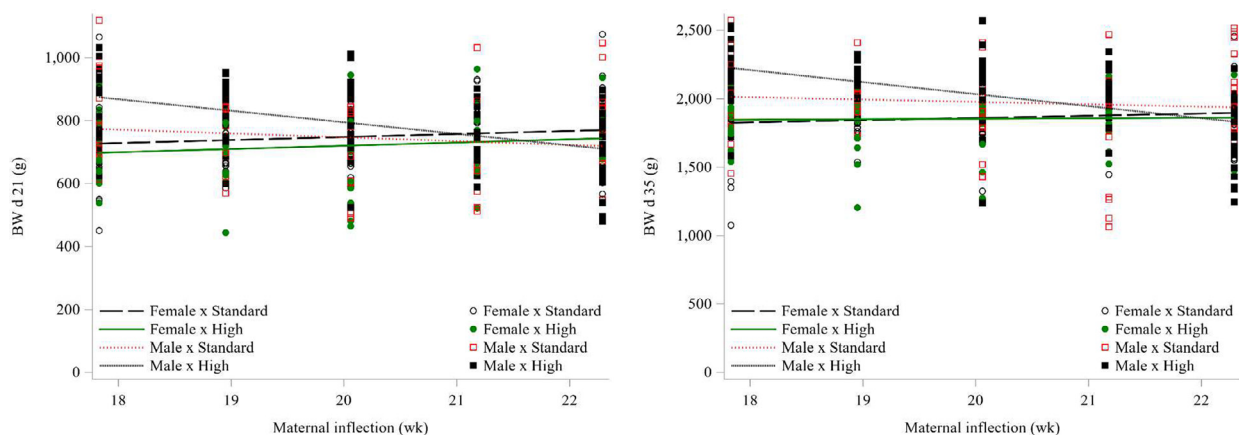 BW d 21 (g)
1,000
800
600
400
200
0
Female x Standard Female x Standard
Female x High Female x High
Male x Standard Male x Standard
Male x High Male x High
18 19 20 21 22
Maternal inflection (wk)
BW d 35 (g)
2,500
2,000
1,500
1,000
500
0
Female x Standard Female x Standard
Female x High Female x High
Male x Standard Male x Standard
Male x High Male x High
18 19 20 21 22
Maternal inflection (wk)